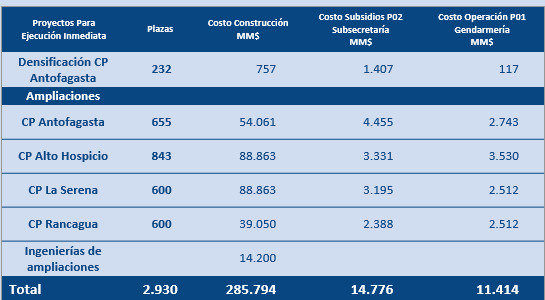 Proyectos Para Ejecución Inmediata | Plazas | Costo Construcción MM$ | Costo Subsidios P02 Subsecretaría MM$ | Costo Operación P01 Gendarmería MM$
Densificación CP Antofagasta | 232 | 757 | 1.407 | 117
Ampliaciones
CP Antofagasta | 655 | 54.061 | 4.455 | 2.743
CP Alto Hospicio | 843 | 88.863 | 3.331 | 3.530
CP La Serena | 600 | 88.863 | 3.195 | 2.512
CP Rancagua | 600 | 39.050 | 2.388 | 2.512
Ingenierías de ampliaciones | 14.200
Total | 2.930 | 285.794 | 14.776 | 11.414